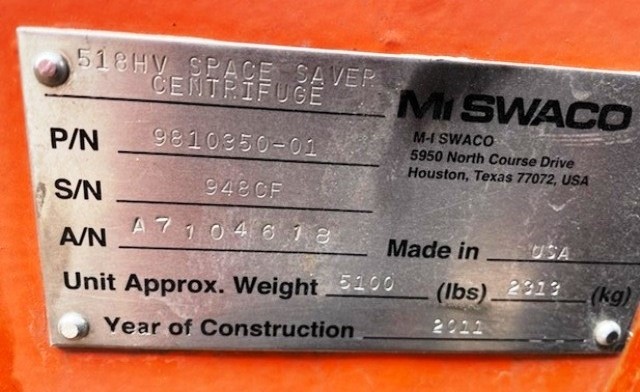 518HV SPACE SAVER
CENTRIFUGE
Mi SWACO
M-I SWACO
5950 North Course Drive
Houston, Texas 77072, USA
P/N 9810350-01
S/N 948CF
A/N A7104618
Made in USA
Unit Approx. Weight 5100 (lbs) 2313 (kg)
Year of Construction 2011